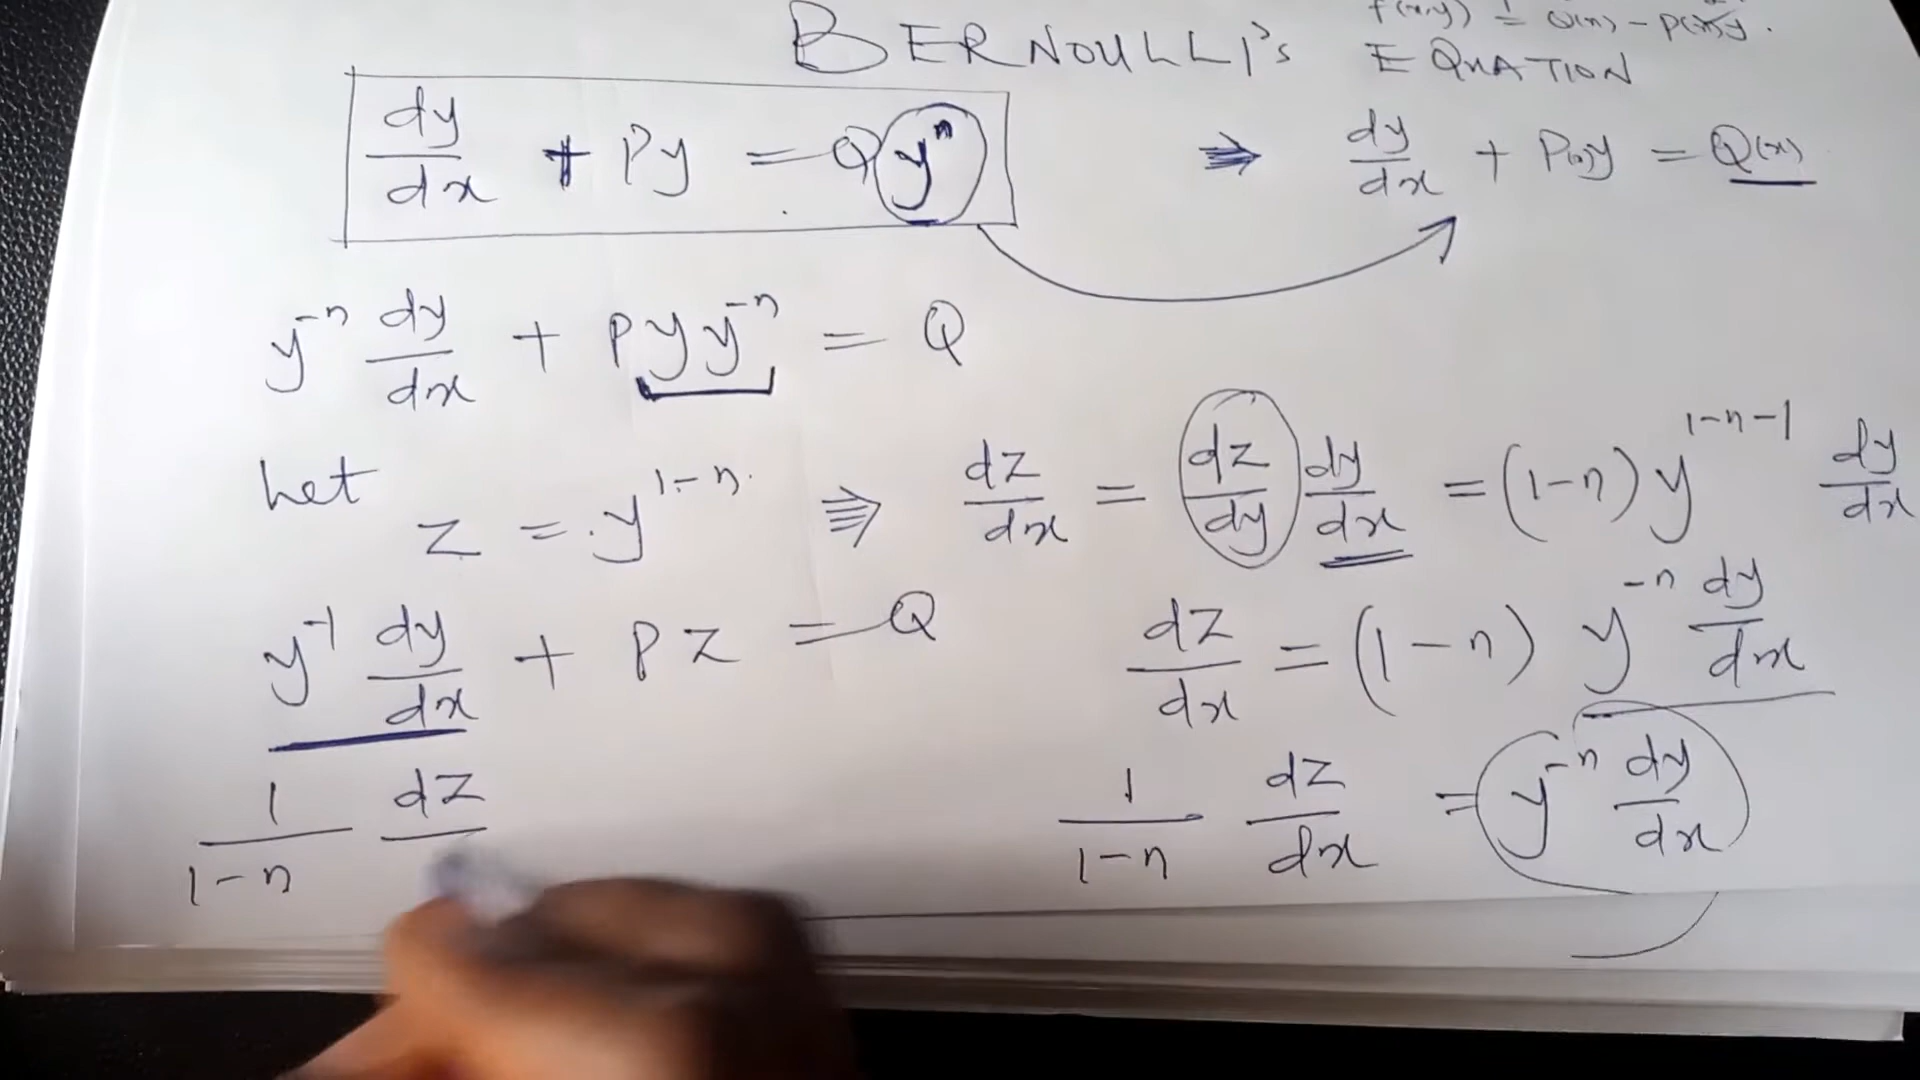 f(x,y) = Q(x) - P(x)y.
BERNOULLI's EQUATION
dy/dx + Py = Qyⁿ ⇒ dy/dx + P(x)y = Q(x)
y⁻ⁿ dy/dx + Pyy⁻ⁿ = Q
Let z = y¹⁻ⁿ ⇒ dz/dx = dz/dy dy/dx = (1-n)y¹⁻ⁿ⁻¹ dy/dx
y⁻¹ dy/dx + Pz = Q
dz/dx = (1-n) y⁻ⁿ dy/dx
1/(1-n) dz/
1/(1-n) dz/dx = y⁻ⁿ dy/dx